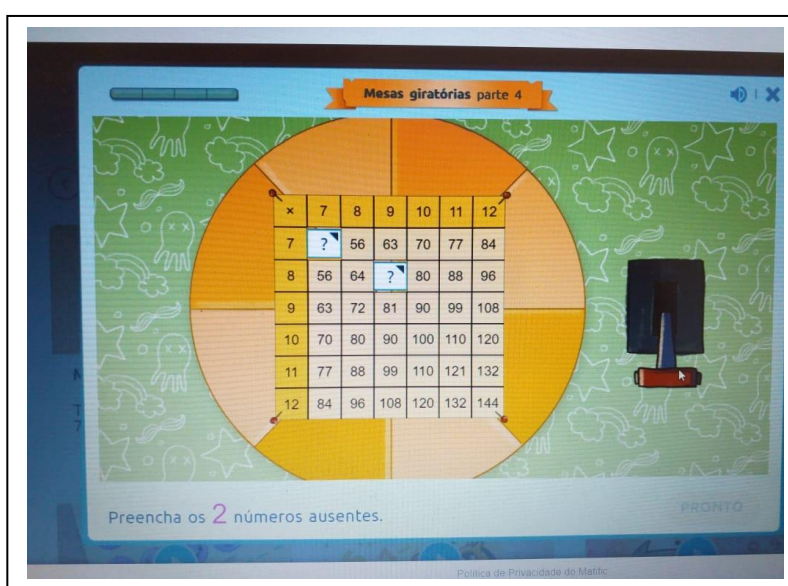 Mesas giratórias parte 4
× 7 8 9 10 11 12
7 ? 56 63 70 77 84
8 56 64 ? 80 88 96
9 63 72 81 90 99 108
10 70 80 90 100 110 120
11 77 88 99 110 121 132
12 84 96 108 120 132 144
Preencha os 2 números ausentes.
PRONTO
Política de Privacidade do Matific